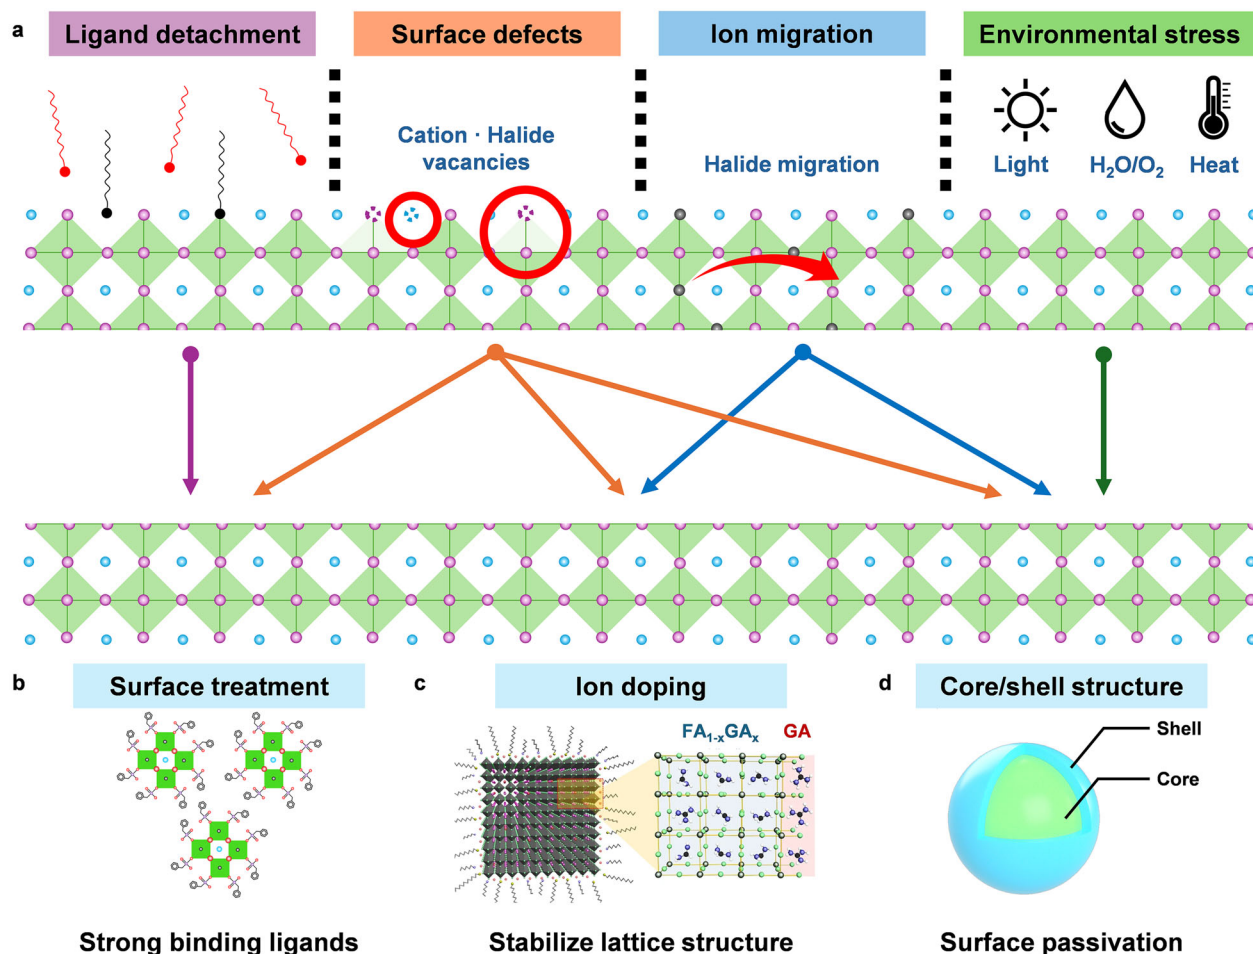 a
Ligand detachment
Surface defects
Ion migration
Environmental stress
Cation · Halide
vacancies
Halide migration
Light
H₂O/O₂
Heat
b
Surface treatment
c
Ion doping
d
Core/shell structure
FA₁₋ₓGAₓ
GA
Shell
Core
Strong binding ligands
Stabilize lattice structure
Surface passivation